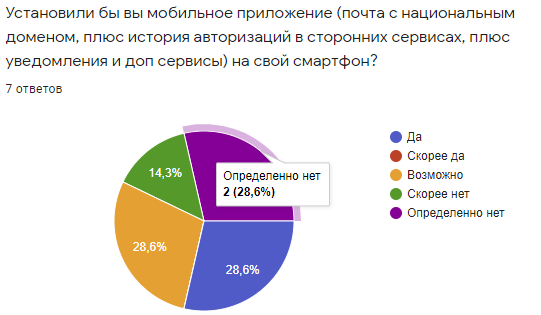 Установили бы вы мобильное приложение (почта с национальным
доменом, плюс история авторизаций в сторонних сервисах, плюс
уведомления и доп сервисы) на свой смартфон?
7 ответов
14,3%
28,6%
28,6%
Определенно нет
2 (28,6%)
Да
Скорее да
Возможно
Скорее нет
Определенно нет